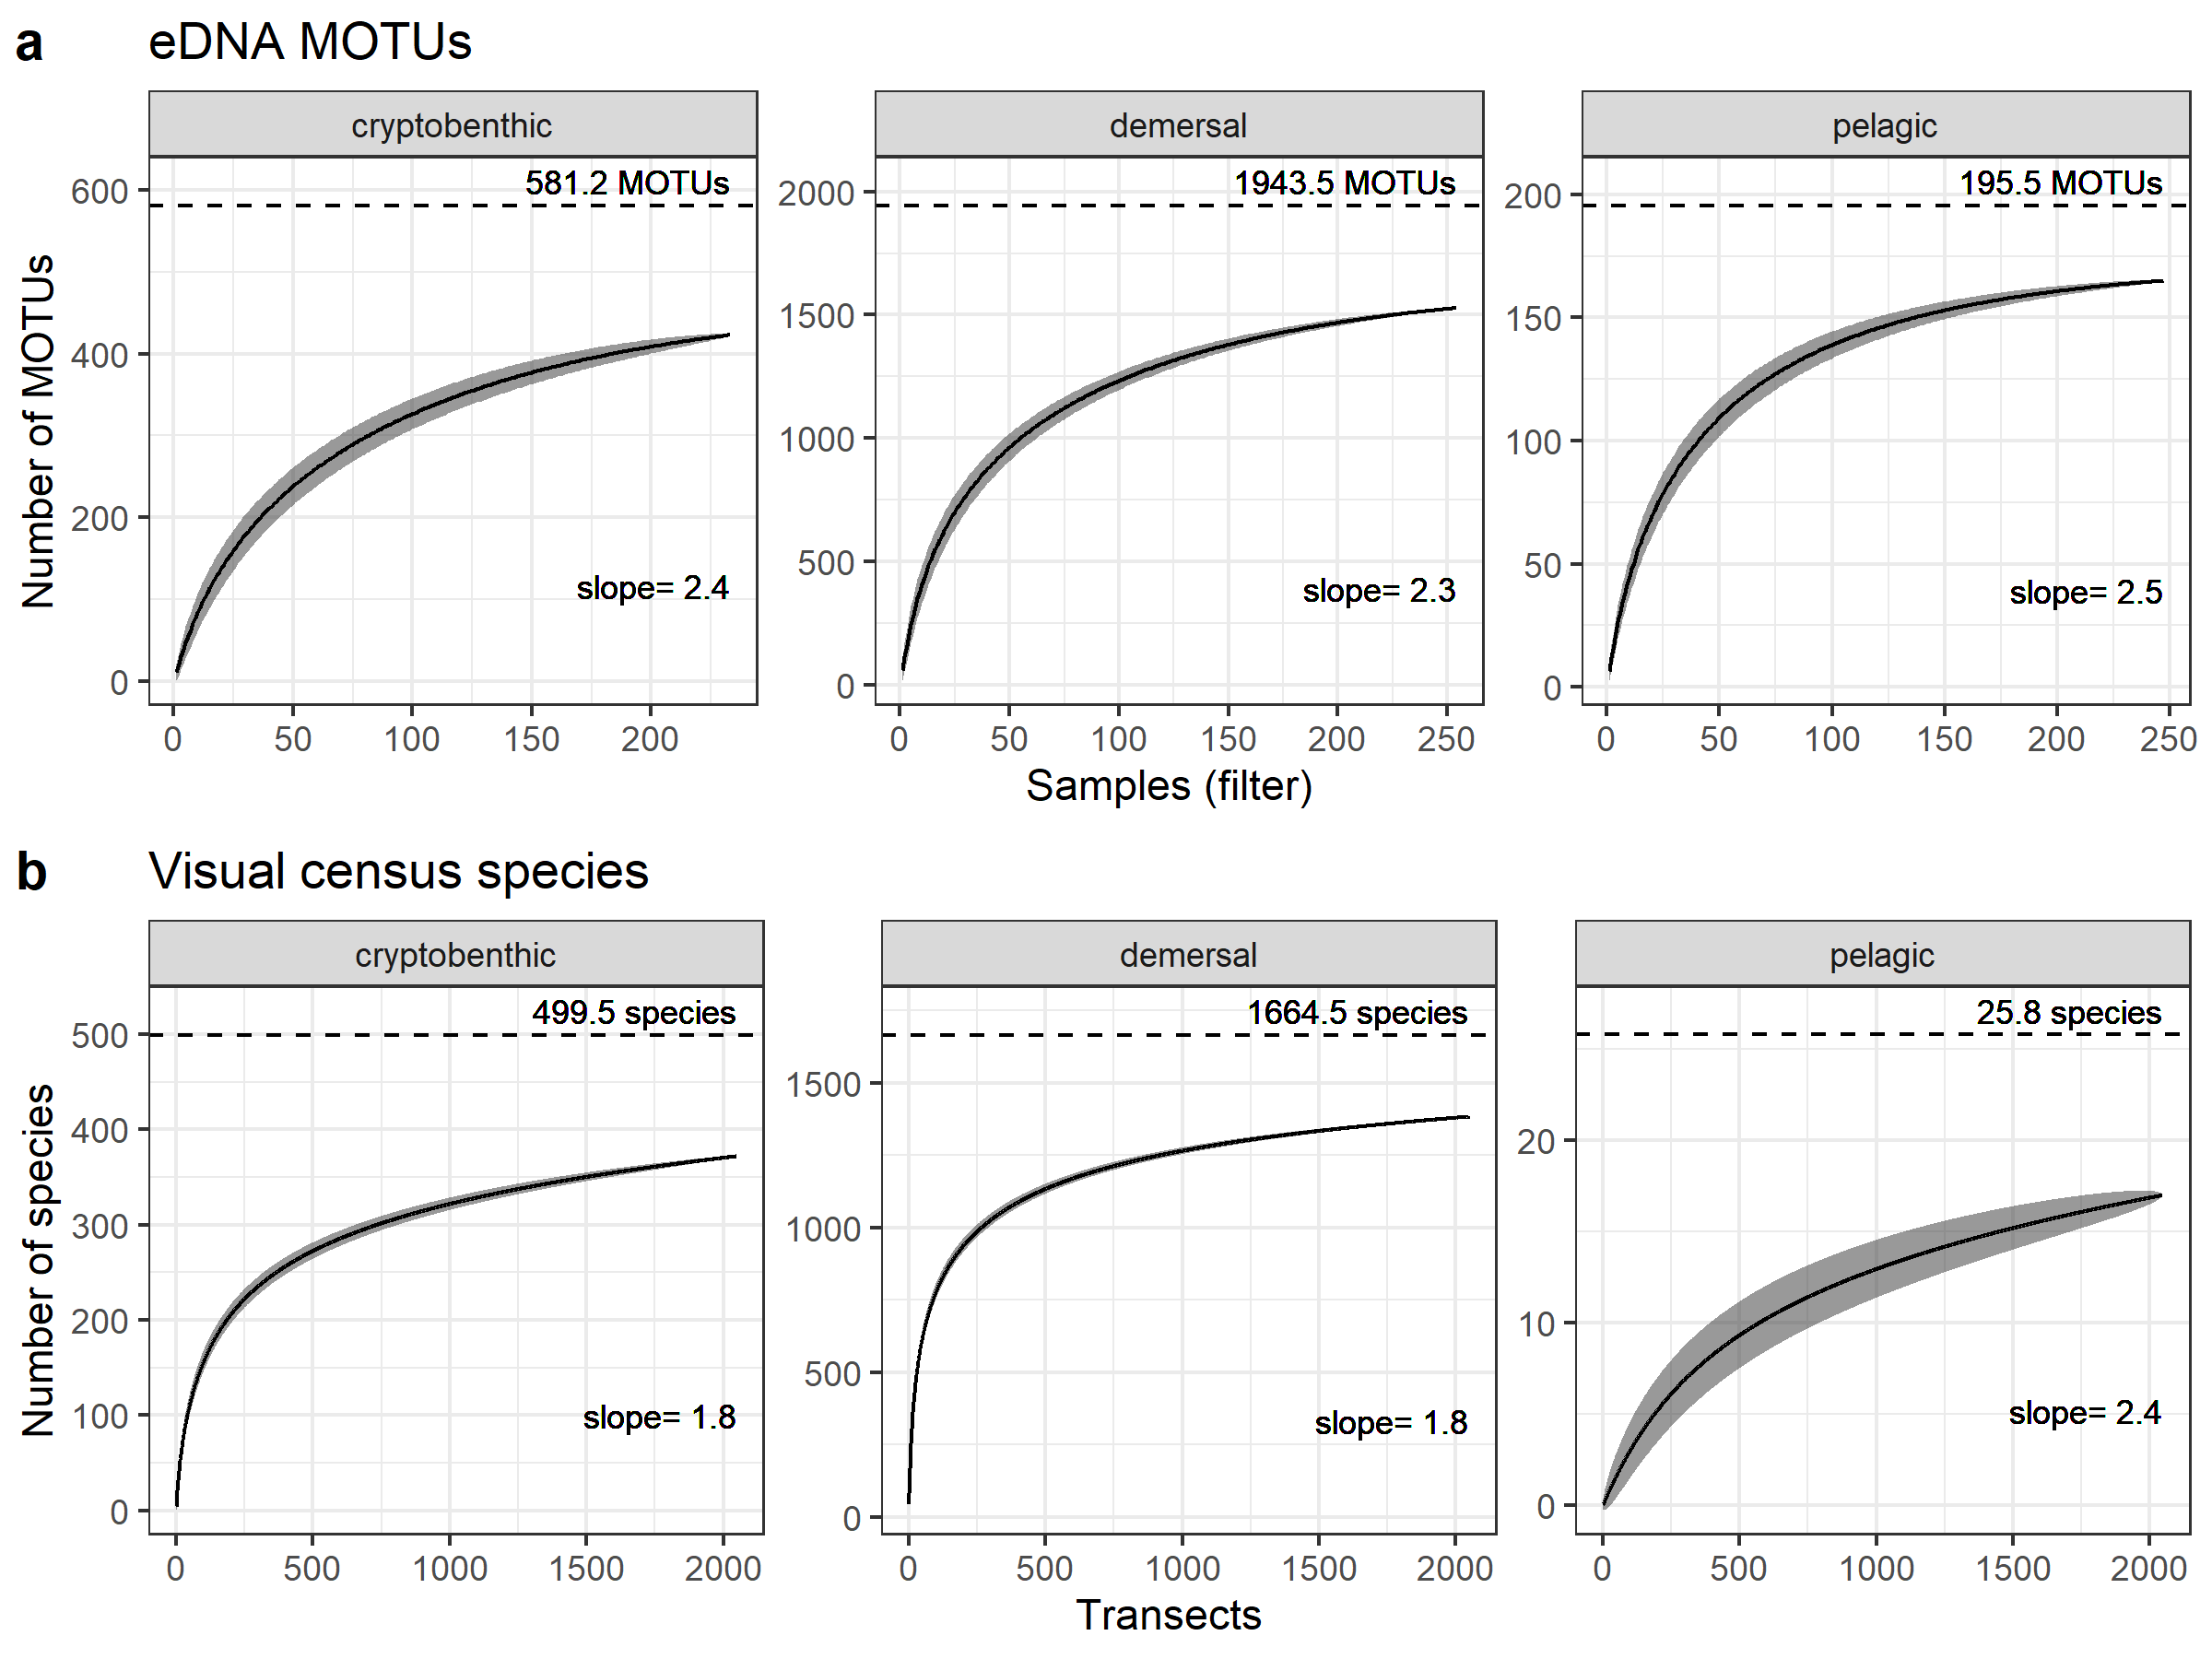 a eDNA MOTUs
cryptobenthic demersal pelagic
581.2 MOTUs 1943.5 MOTUs 195.5 MOTUs
slope= 2.4 slope= 2.3 slope= 2.5
Number of MOTUs
600
400
200
0
2000
1500
1000
500
0
200
150
100
50
0
0 50 100 150 200
0 50 100 150 200 250
0 50 100 150 200 250
Samples (filter)
b Visual census species
cryptobenthic demersal pelagic
499.5 species 1664.5 species 25.8 species
slope= 1.8 slope= 1.8 slope= 2.4
Number of species
500
400
300
200
100
0
1500
1000
500
0
20
10
0
0 500 1000 1500 2000
0 500 1000 1500 2000
0 500 1000 1500 2000
Transects